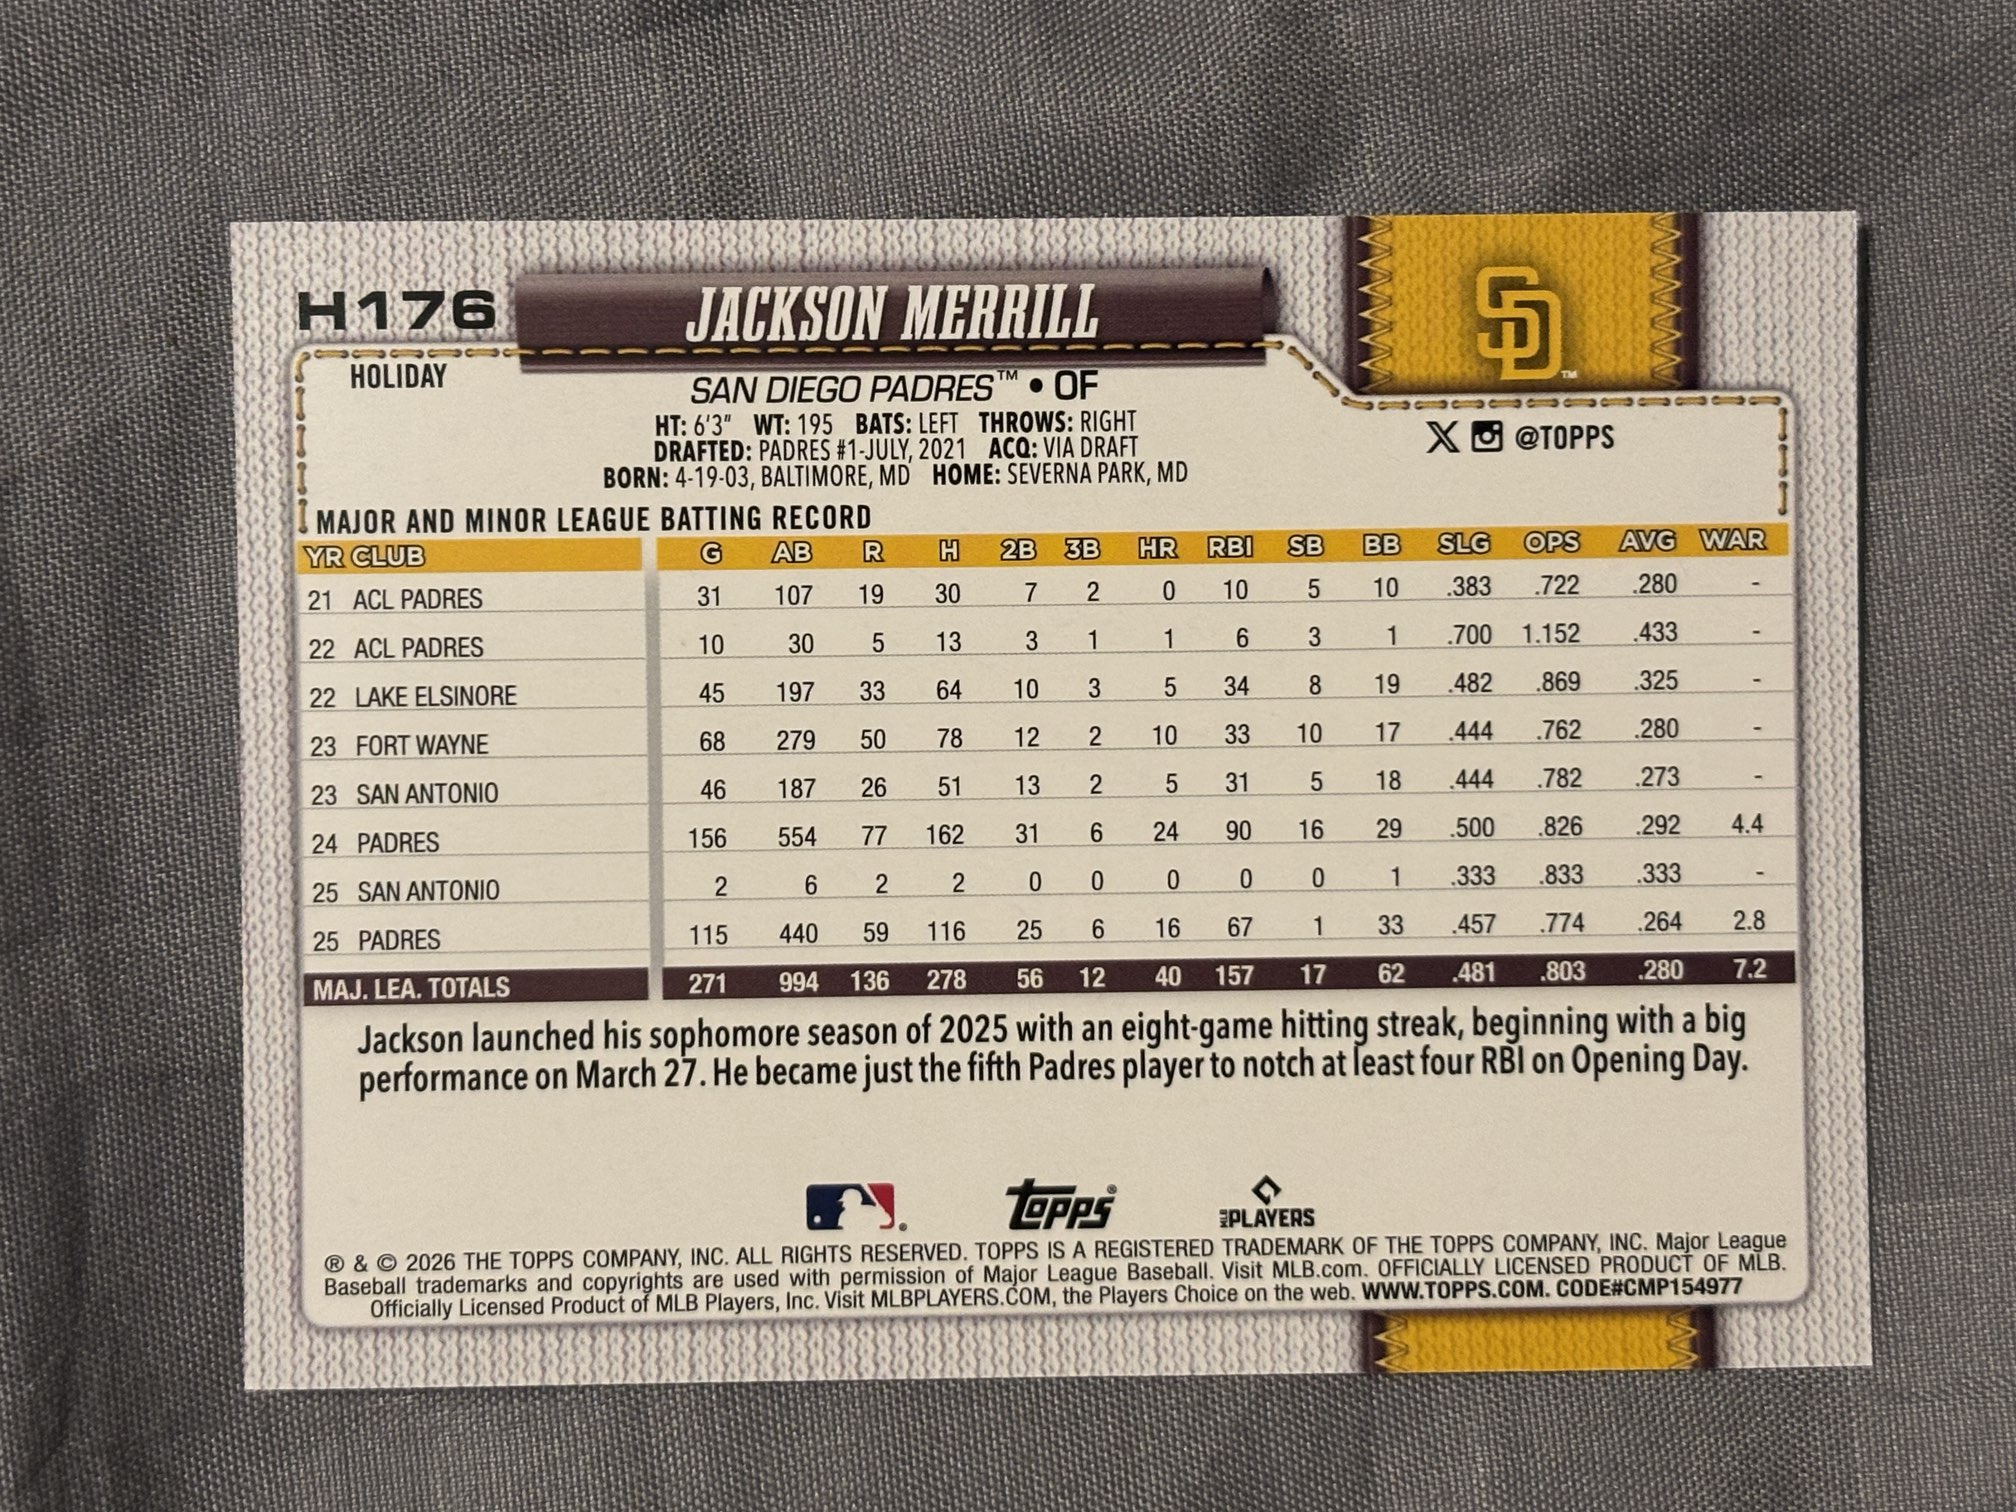 H176
JACKSON MERRILL
SD™
HOLIDAY
SAN DIEGO PADRES™ • OF
HT: 6'3" WT: 195 BATS: LEFT THROWS: RIGHT
DRAFTED: PADRES #1-JULY, 2021 ACQ: VIA DRAFT
BORN: 4-19-03, BALTIMORE, MD HOME: SEVERNA PARK, MD
X @TOPPS
MAJOR AND MINOR LEAGUE BATTING RECORD
YR CLUB G AB R H 2B 3B HR RBI SB BB SLG OPS AVG WAR
21 ACL PADRES 31 107 19 30 7 2 0 10 5 10 .383 .722 .280 -
22 ACL PADRES 10 30 5 13 3 1 1 6 3 1 .700 1.152 .433 -
22 LAKE ELSINORE 45 197 33 64 10 3 5 34 8 19 .482 .869 .325 -
23 FORT WAYNE 68 279 50 78 12 2 10 33 10 17 .444 .762 .280 -
23 SAN ANTONIO 46 187 26 51 13 2 5 31 5 18 .444 .782 .273 -
24 PADRES 156 554 77 162 31 6 24 90 16 29 .500 .826 .292 4.4
25 SAN ANTONIO 2 6 2 2 0 0 0 0 0 1 .333 .833 .333 -
25 PADRES 115 440 59 116 25 6 16 67 1 33 .457 .774 .264 2.8
MAJ. LEA. TOTALS 271 994 136 278 56 12 40 157 17 62 .481 .803 .280 7.2
Jackson launched his sophomore season of 2025 with an eight-game hitting streak, beginning with a big
performance on March 27. He became just the fifth Padres player to notch at least four RBI on Opening Day.
topps® MLB PLAYERS
® & © 2026 THE TOPPS COMPANY, INC. ALL RIGHTS RESERVED. TOPPS IS A REGISTERED TRADEMARK OF THE TOPPS COMPANY, INC. Major League
Baseball trademarks and copyrights are used with permission of Major League Baseball. Visit MLB.com. OFFICIALLY LICENSED PRODUCT OF MLB.
Officially Licensed Product of MLB Players, Inc. Visit MLBPLAYERS.COM, the Players Choice on the web. WWW.TOPPS.COM. CODE#CMP154977